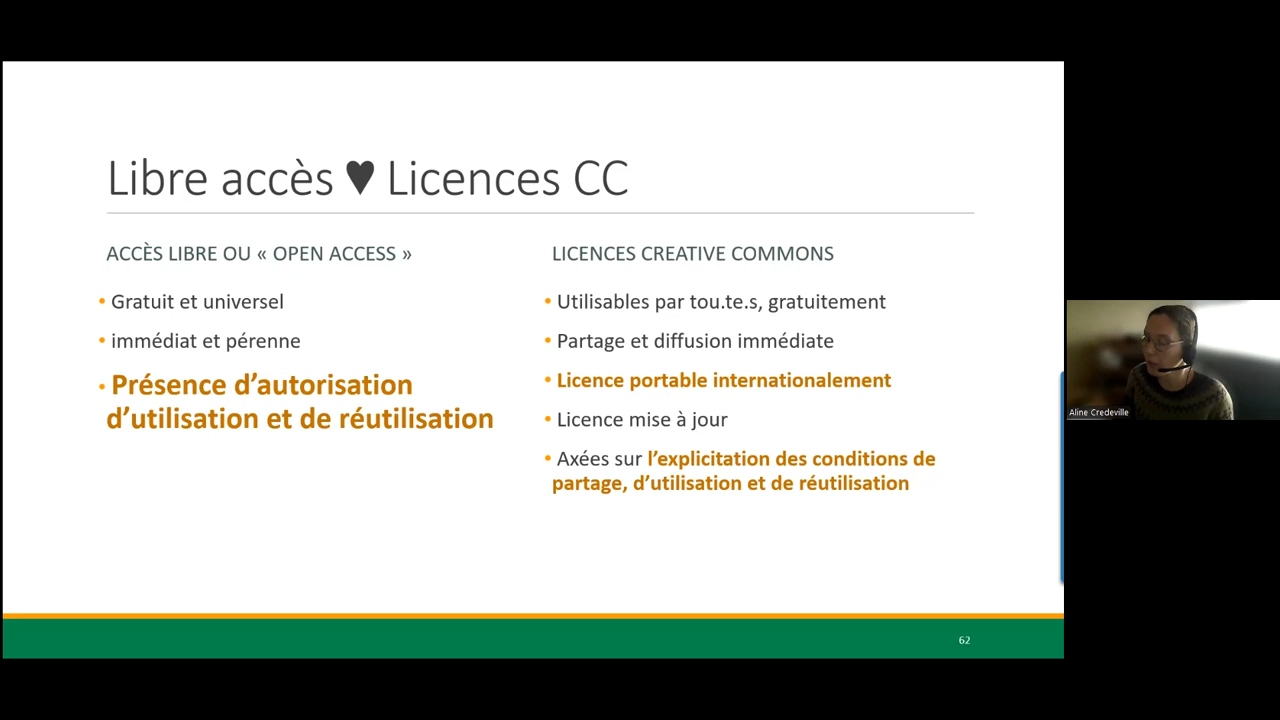 Libre accès ♥ Licences CC
ACCÈS LIBRE OU « OPEN ACCESS »
• Gratuit et universel
• immédiat et pérenne
• Présence d'autorisation
d'utilisation et de réutilisation
LICENCES CREATIVE COMMONS
• Utilisables par tou.te.s, gratuitement
• Partage et diffusion immédiate
• Licence portable internationalement
• Licence mise à jour
• Axées sur l'explicitation des conditions de
partage, d'utilisation et de réutilisation
62
Aline Credeville